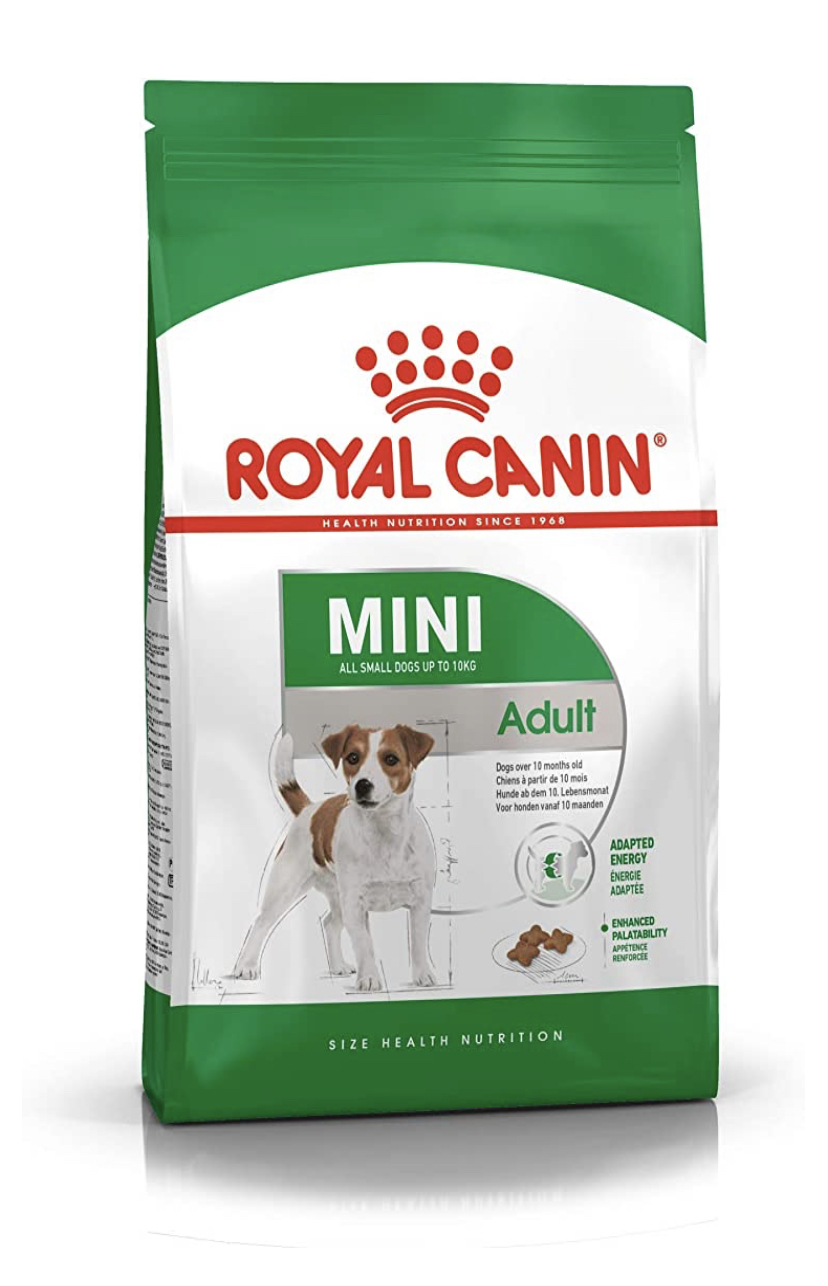 ROYAL CANIN®
HEALTH NUTRITION SINCE 1968
MINI
ALL SMALL DOGS UP TO 10KG
Adult
Dogs over 10 months old
Chiens à partir de 10 mois
Hunde ab dem 10. Lebensmonat
Voor honden vanaf 10 maanden
ADAPTED
ENERGY
ÉNERGIE
ADAPTÉE
ENHANCED
PALATABILITY
APPÉTENCE
RENFORCÉE
SIZE HEALTH NUTRITION